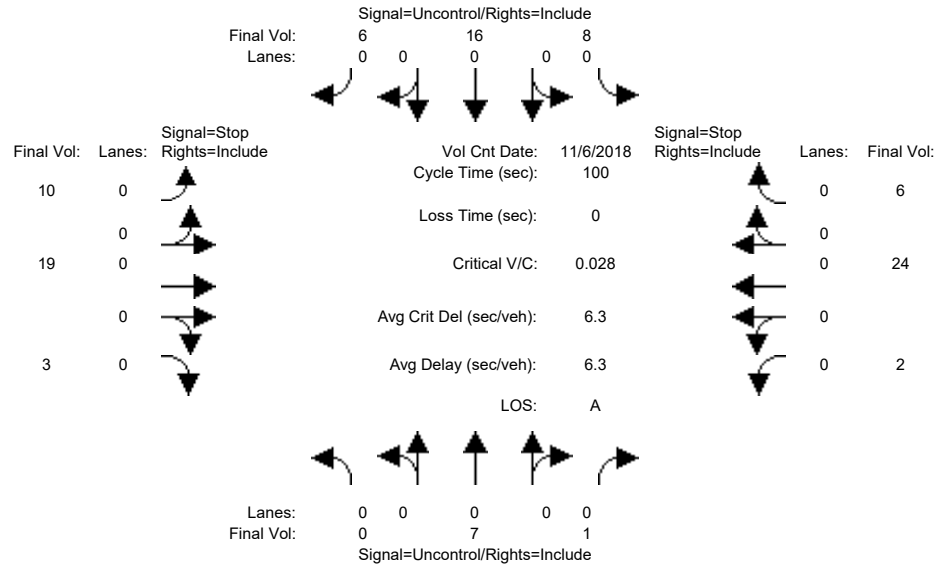 Signal=Uncontrol/Rights=Include
Final Vol: 6 16 8
Lanes: 0 0 0 0 0
Signal=Stop Signal=Stop
Final Vol: Lanes: Rights=Include Vol Cnt Date: 11/6/2018 Rights=Include Lanes: Final Vol:
Cycle Time (sec): 100
10 0 0 6
Loss Time (sec): 0
0 0
19 0 Critical V/C: 0.028 0 24
0 Avg Crit Del (sec/veh): 6.3 0
3 0 Avg Delay (sec/veh): 6.3 0 2
LOS: A
Lanes: 0 0 0 0 0
Final Vol: 0 7 1
Signal=Uncontrol/Rights=Include